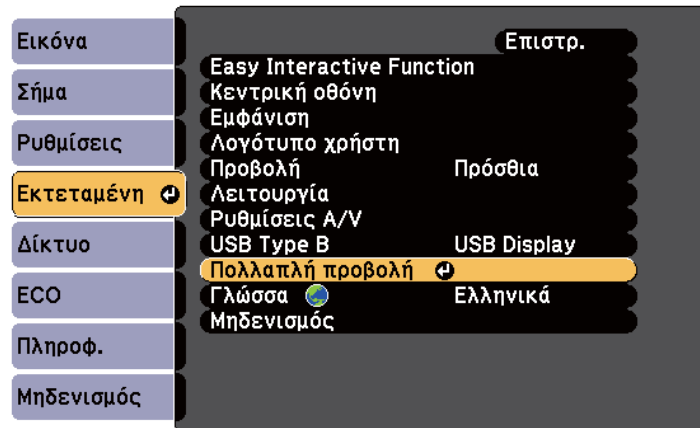 Εικόνα
Σήμα
Ρυθμίσεις
Εκτεταμένη
Δίκτυο
ECO
Πληροφ.
Μηδενισμός
Επιστρ.
Easy Interactive Function
Κεντρική οθόνη
Εμφάνιση
Λογότυπο χρήστη
Προβολή Πρόσθια
Λειτουργία
Ρυθμίσεις A/V
USB Type B USB Display
Πολλαπλή προβολή
Γλώσσα Ελληνικά
Μηδενισμός